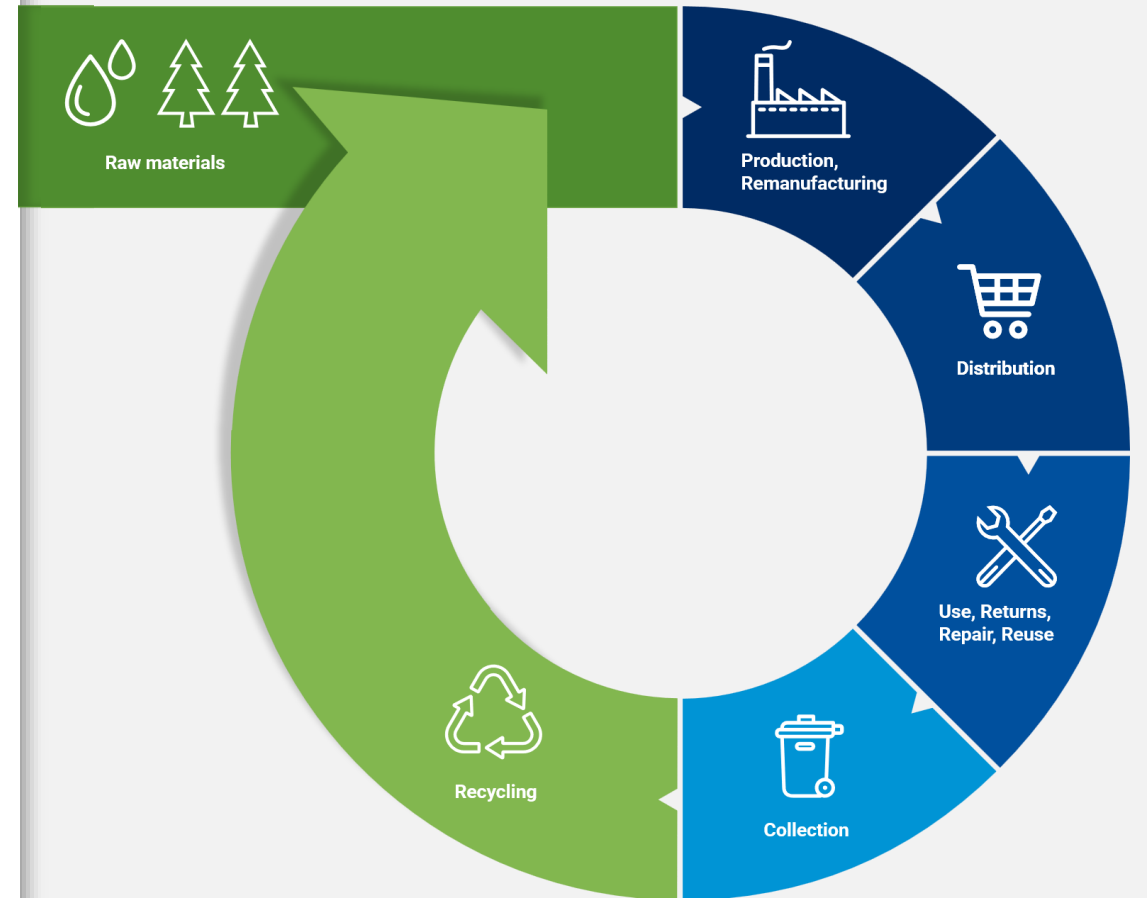 Raw materials
Production,
Remanufacturing
Distribution
Use, Returns,
Repair, Reuse
Collection
Recycling